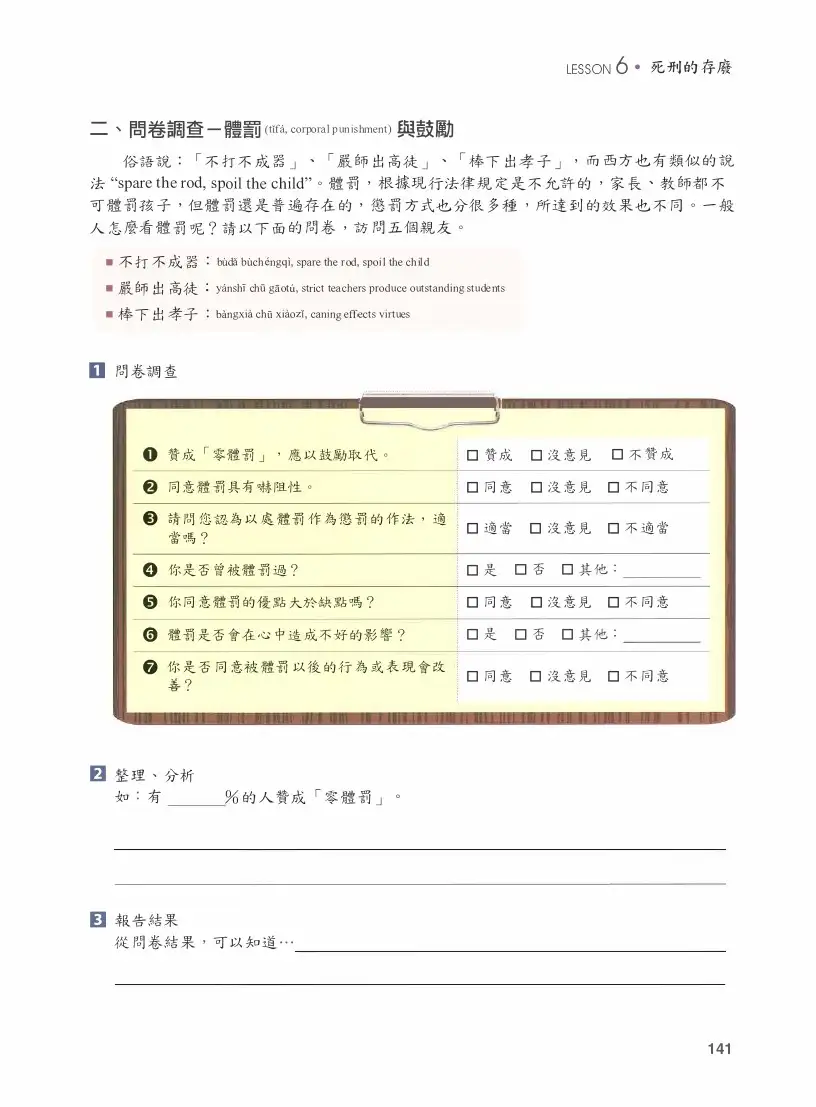 LESSON 6 • 死刑的存廢
二、問卷調查－體罰(tǐfá, corporal punishment) 與鼓勵
俗語說：「不打不成器」、「嚴師出高徒」、「棒下出孝子」，而西方也有類似的說
法 “spare the rod, spoil the child”。體罰，根據現行法律規定是不允許的，家長、教師都不
可體罰孩子，但體罰還是普遍存在的，懲罰方式也分很多種，所達到的效果也不同。一般
人怎麼看體罰呢？請以下面的問卷，訪問五個親友。
■ 不打不成器：bùdǎ bùchéngqì, spare the rod, spoil the child
■ 嚴師出高徒：yánshī chū gāotú, strict teachers produce outstanding students
■ 棒下出孝子：bàngxià chū xiàozǐ, caning effects virtues
1 問卷調查
❶ 贊成「零體罰」，應以鼓勵取代。 □ 贊成 □ 沒意見 □ 不贊成
❷ 同意體罰具有嚇阻性。 □ 同意 □ 沒意見 □ 不同意
❸ 請問您認為以處體罰作為懲罰的作法，適
當嗎？ □ 適當 □ 沒意見 □ 不適當
❹ 你是否曾被體罰過？ □ 是 □ 否 □ 其他：________
❺ 你同意體罰的優點大於缺點嗎？ □ 同意 □ 沒意見 □ 不同意
❻ 體罰是否會在心中造成不好的影響？ □ 是 □ 否 □ 其他：________
❼ 你是否同意被體罰以後的行為或表現會改
善？ □ 同意 □ 沒意見 □ 不同意
2 整理、分析
如：有 ______%的人贊成「零體罰」。
3 報告結果
從問卷結果，可以知道…
141